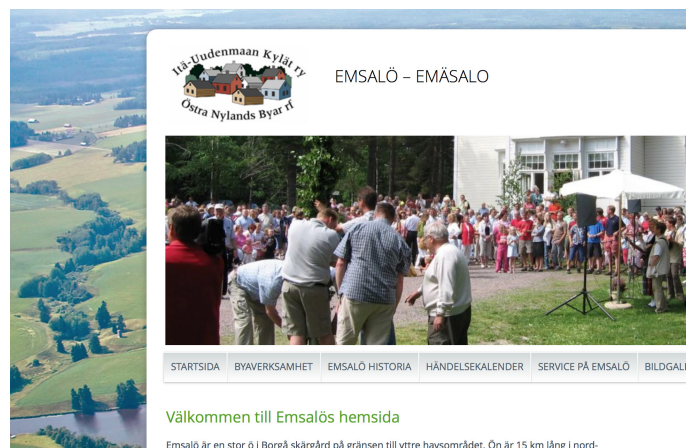 Itä-Uudenmaan Kylät ry
Östra Nylands Byar rf
EMSALÖ – EMÄSALO
STARTSIDA BYAVERKSAMHET EMSALÖ HISTORIA HÄNDELSEKALENDER SERVICE PÅ EMSALÖ BILDGAL
Välkommen till Emsalös hemsida
Emsalö är en stor ö i Borgå skärgård på gränsen till yttre havsområdet. Ön är 15 km lång i nord-